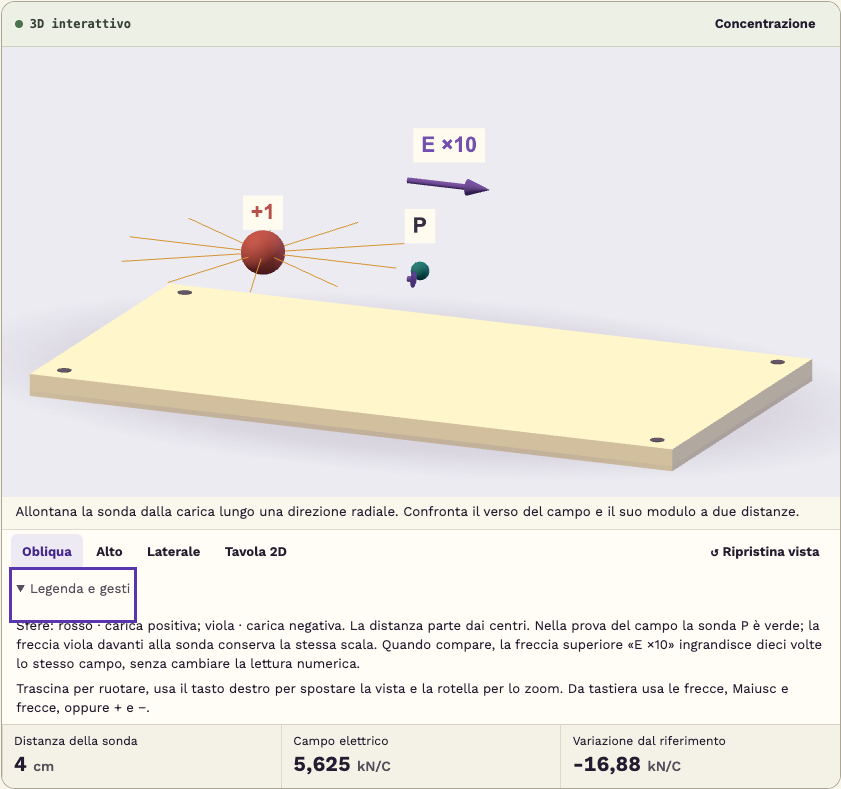 3D interattivo
Concentrazione
E ×10
+1
P
Allontana la sonda dalla carica lungo una direzione radiale. Confronta il verso del campo e il suo modulo a due distanze.
Obliqua Alto Laterale Tavola 2D
↺ Ripristina vista
▼ Legenda e gesti
Sfere: rosso · carica positiva; viola · carica negativa. La distanza parte dai centri. Nella prova del campo la sonda P è verde; la
freccia viola davanti alla sonda conserva la stessa scala. Quando compare, la freccia superiore «E ×10» ingrandisce dieci volte
lo stesso campo, senza cambiare la lettura numerica.
Trascina per ruotare, usa il tasto destro per spostare la vista e la rotella per lo zoom. Da tastiera usa le frecce, Maiusc e
frecce, oppure + e −.
Distanza della sonda
4 cm
Campo elettrico
5,625 kN/C
Variazione dal riferimento
-16,88 kN/C